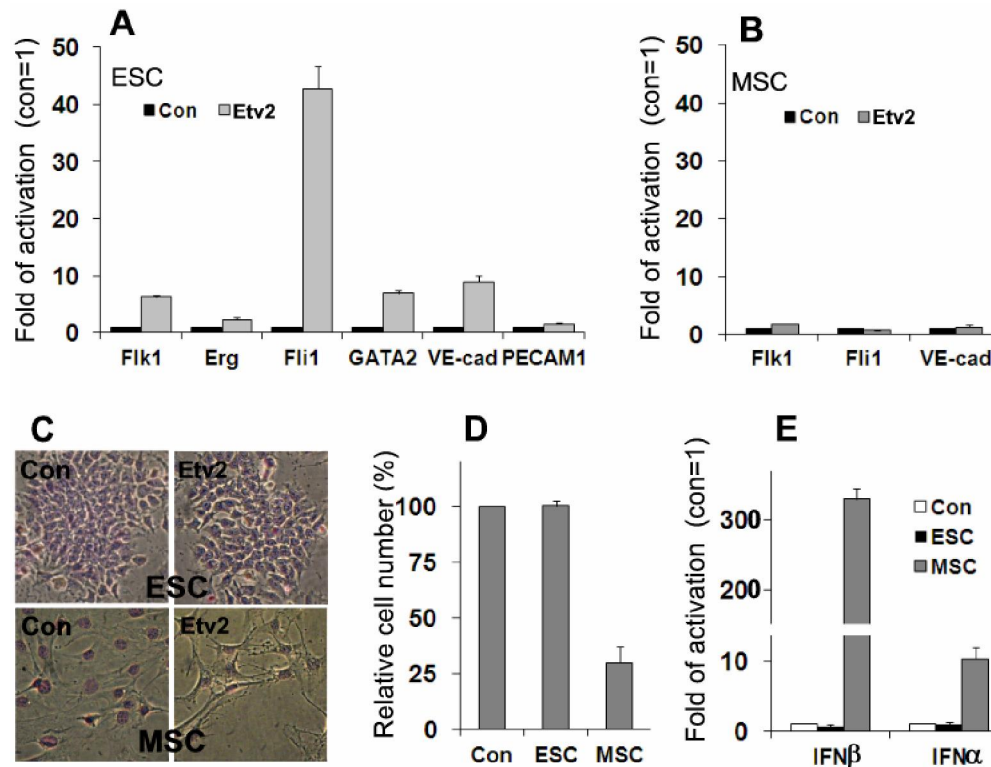 A
Fold of activation (con=1)
50
40
30
20
10
0
ESC
Con Etv2
Flk1 Erg Fli1 GATA2 VE-cad PECAM1
B
Fold of activation (con=1)
50
40
30
20
10
0
MSC
Con Etv2
Flk1 Fli1 VE-cad
C
Con Etv2
ESC
Con Etv2
MSC
D
Relative cell number (%)
100
75
50
25
0
Con ESC MSC
E
Fold of activation (con=1)
300
200
10
0
Con
ESC
MSC
IFNβ IFNα